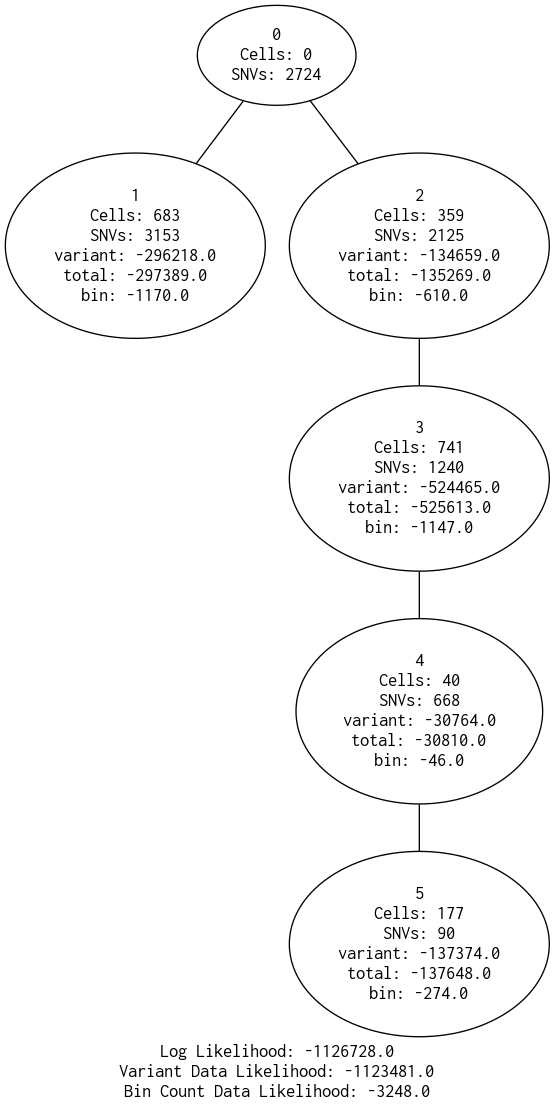 0
Cells: 0
SNVs: 2724
1
Cells: 683
SNVs: 3153
variant: -296218.0
total: -297389.0
bin: -1170.0
2
Cells: 359
SNVs: 2125
variant: -134659.0
total: -135269.0
bin: -610.0
3
Cells: 741
SNVs: 1240
variant: -524465.0
total: -525613.0
bin: -1147.0
4
Cells: 40
SNVs: 668
variant: -30764.0
total: -30810.0
bin: -46.0
5
Cells: 177
SNVs: 90
variant: -137374.0
total: -137648.0
bin: -274.0
Log Likelihood: -1126728.0
Variant Data Likelihood: -1123481.0
Bin Count Data Likelihood: -3248.0